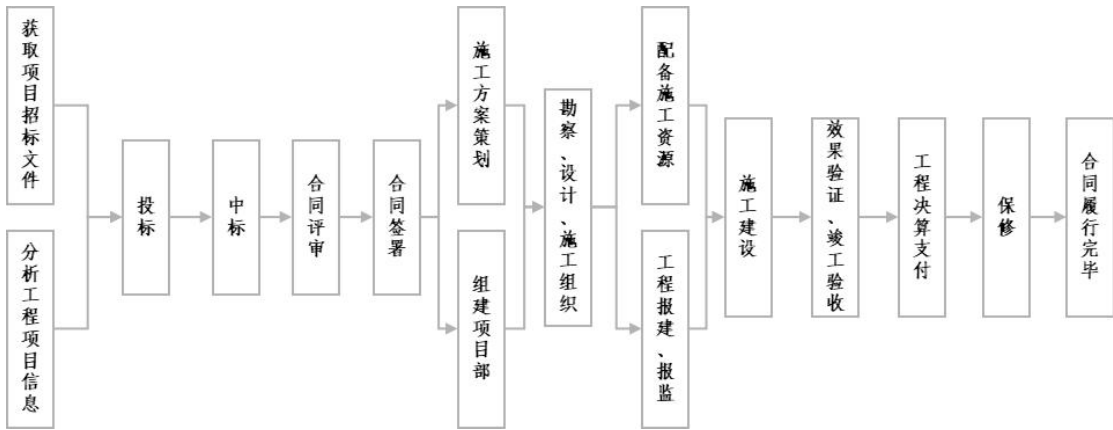 获取项目招标文件
分析工程项目信息
投标
中标
合同评审
合同签署
施工方案策划
组建项目部
勘察、设计、施工组织
配备施工资源
工程报建、报监
施工建设
效果验证、竣工验收
工程决算支付
保修
合同履行完毕